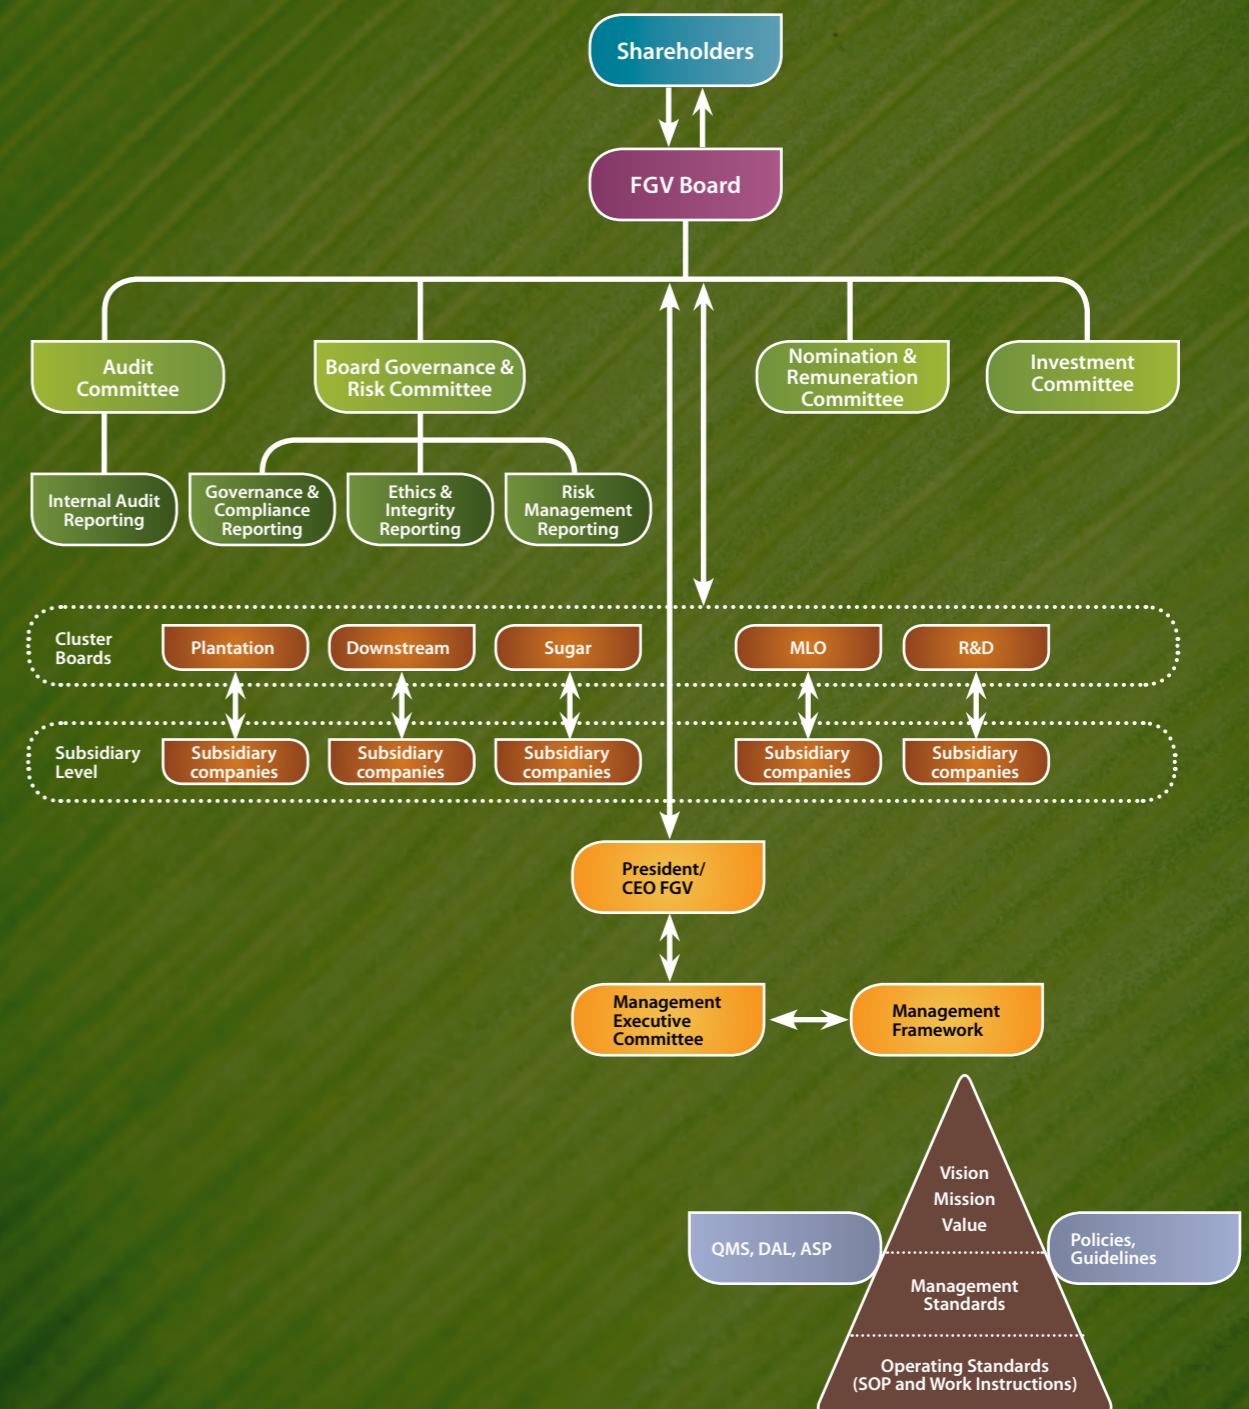 Shareholders
FGV Board
Audit
Committee
Board Governance &
Risk Committee
Nomination &
Remuneration
Committee
Investment
Committee
Internal Audit
Reporting
Governance &
Compliance
Reporting
Ethics &
Integrity
Reporting
Risk
Management
Reporting
Cluster
Boards
Plantation
Downstream
Sugar
MLO
R&D
Subsidiary
Level
Subsidiary
companies
Subsidiary
companies
Subsidiary
companies
Subsidiary
companies
Subsidiary
companies
President/
CEO FGV
Management
Executive
Committee
Management
Framework
Vision
Mission
Value
QMS, DAL, ASP
Policies,
Guidelines
Management
Standards
Operating Standards
(SOP and Work Instructions)